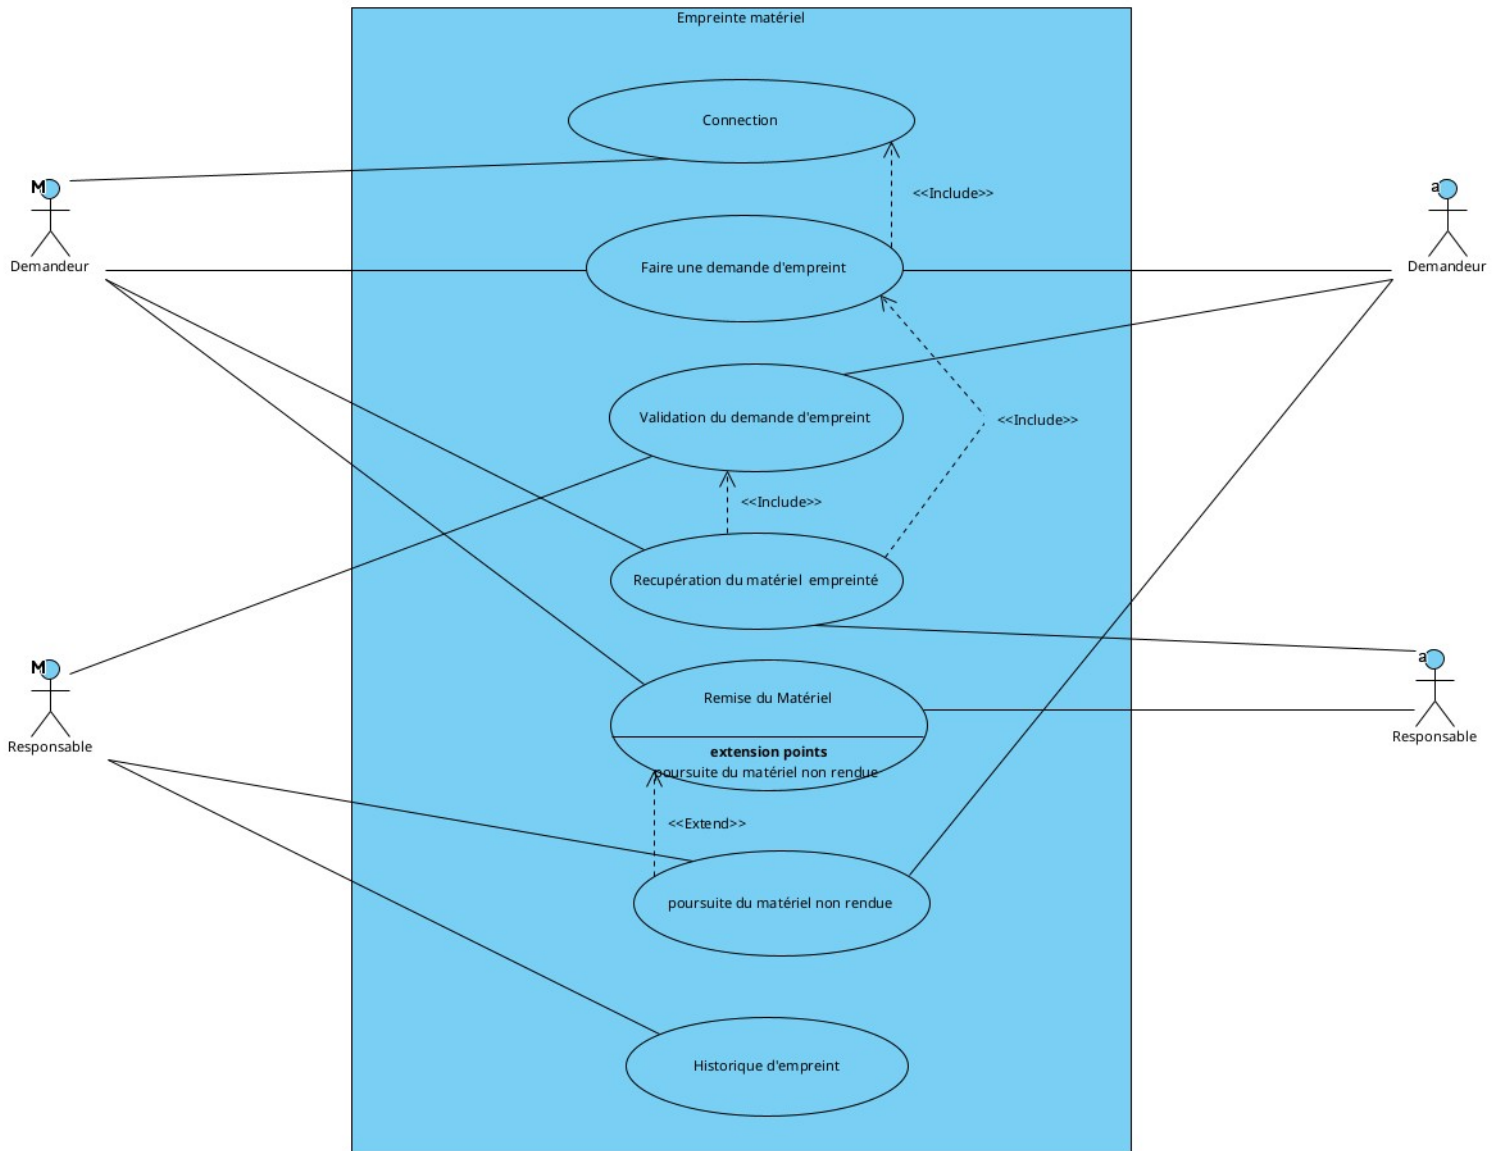 Empreinte matériel
Connection
M
a
<<Include>>
Demandeur
Faire une demande d'empreint
Demandeur
Validation du demande d'empreint
<<Include>>
<<Include>>
Recupération du matériel empreinté
M
a
Remise du Matériel
Responsable
Responsable
extension points
poursuite du matériel non rendue
<<Extend>>
poursuite du matériel non rendue
Historique d'empreint